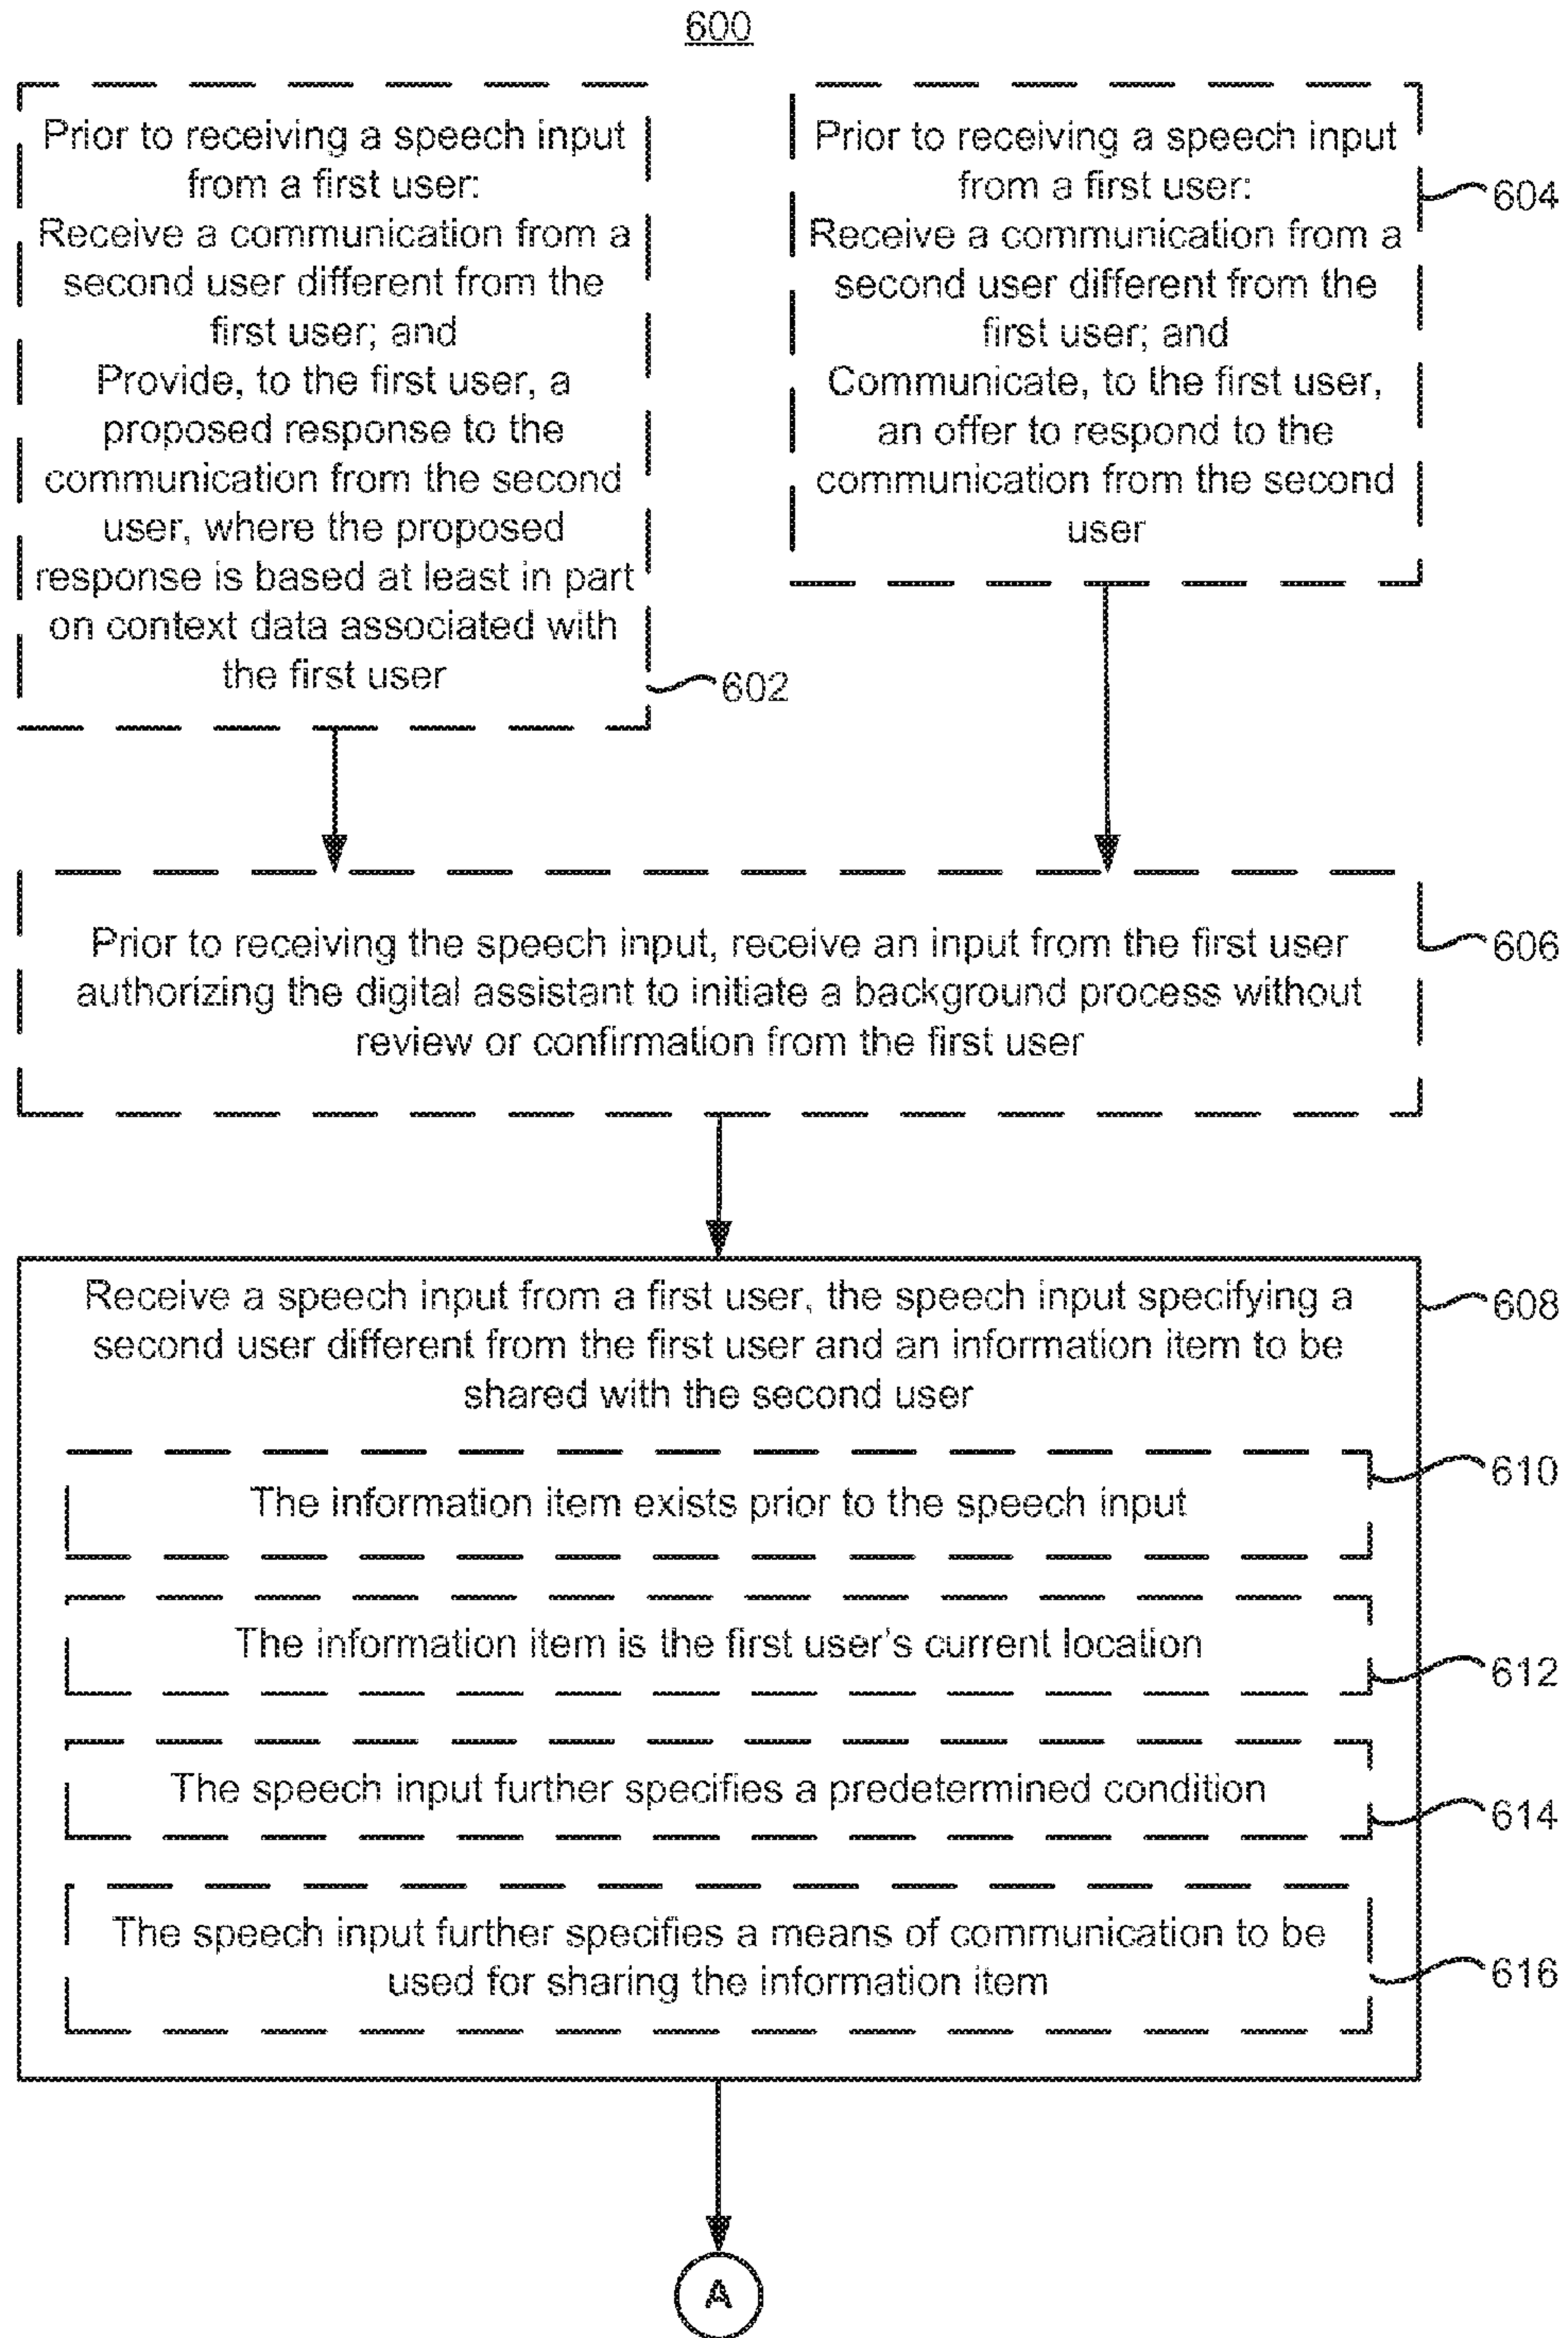 600
Prior to receiving a speech input
from a first user:
Receive a communication from a
second user different from the
first user; and
Provide, to the first user, a
proposed response to the
communication from the second
user, where the proposed
response is based at least in part
on context data associated with
the first user
602
Prior to receiving a speech input
from a first user:
Receive a communication from a
second user different from the
first user; and
Communicate, to the first user,
an offer to respond to the
communication from the second
user
604
Prior to receiving the speech input, receive an input from the first user
authorizing the digital assistant to initiate a background process without
review or confirmation from the first user
606
Receive a speech input from a first user, the speech input specifying a
second user different from the first user and an information item to be
shared with the second user
608
The information item exists prior to the speech input
610
The information item is the first user's current location
612
The speech input further specifies a predetermined condition
614
The speech input further specifies a means of communication to be
used for sharing the information item
616
A